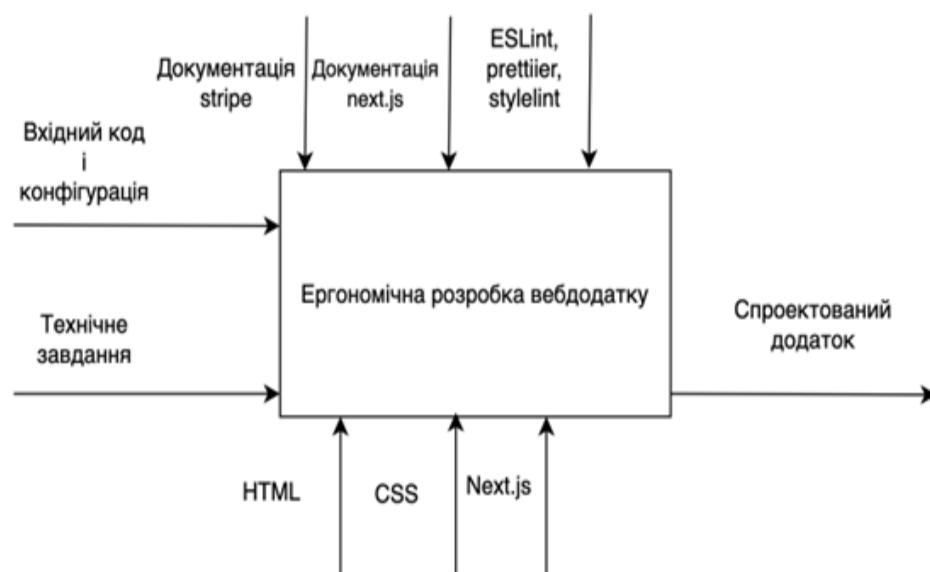 Документація
stripe
Документація
next.js
ESLint,
prettiier,
stylelint
Вхідний код
і
конфігурація
Ергономічна розробка вебдодатку
Технічне
завдання
Спроектований
додаток
HTML
CSS
Next.js